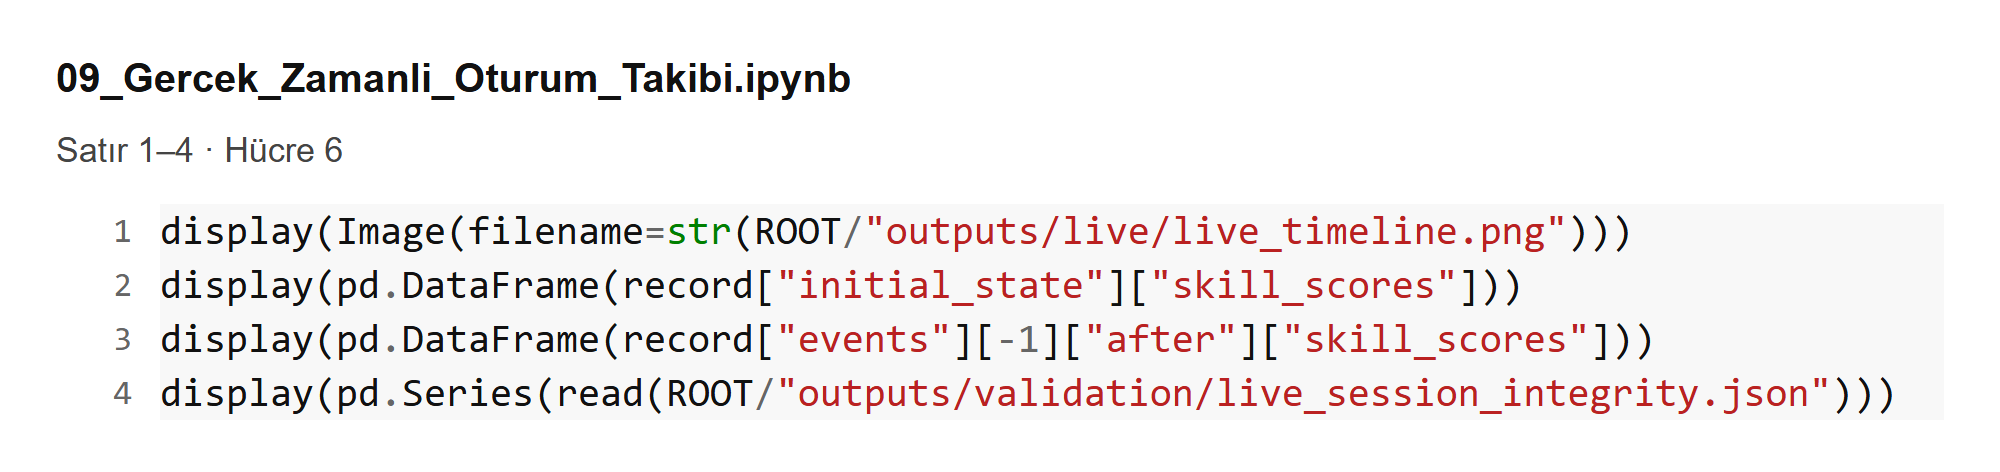 09_Gercek_Zamanli_Oturum_Takibi.ipynb
Satır 1–4 · Hücre 6
1 display(Image(filename=str(ROOT/"outputs/live/live_timeline.png")))
2 display(pd.DataFrame(record["initial_state"]["skill_scores"]))
3 display(pd.DataFrame(record["events"][-1]["after"]["skill_scores"]))
4 display(pd.Series(read(ROOT/"outputs/validation/live_session_integrity.json")))